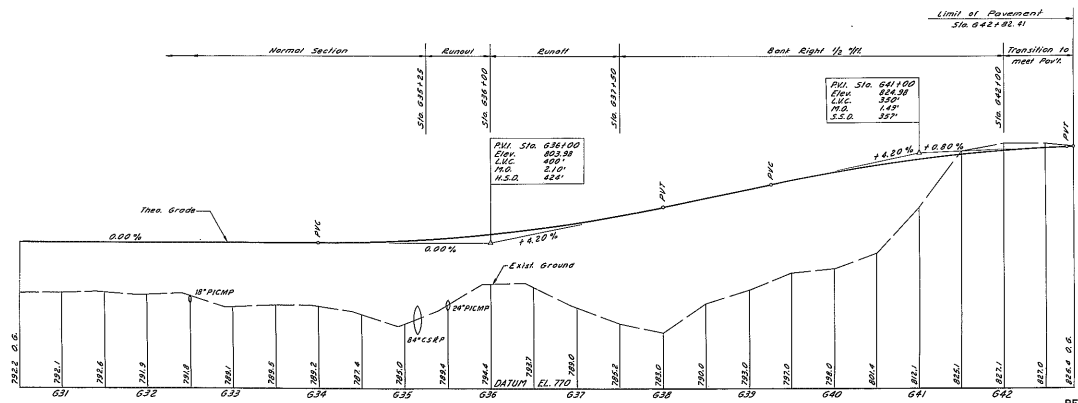 Limit of Pavement
Sta. G42+82.41
Normal Section
Runout
Runoff
Bank Right 1/2 "/ft.
Transition to
meet Pav't.
Sta. G35+25
Sta. G36+00
Sta. G37+50
Sta. G42+00
P.V.I. Sta. G41+00
Elev. 824.98
L.V.C. 350'
M.O. 1.49'
S.S.D. 357'
P.V.I. Sta. G36+00
Elev. 803.98
L.V.C. 400'
M.O. 2.10'
H.S.D. 424'
+4.20%
+0.80%
PVT
PVC
PVT
Theo. Grade
PVC
0.00%
0.00%
+4.20%
Exist. Ground
18"PICMP
24"PICMP
84"CSRP
792.2 O.G.
792.1
792.6
791.9
791.8
789.1
789.5
789.2
787.4
785.0
789.4
794.4
793.7
789.0
785.2
783.0
790.0
793.0
797.0
798.0
801.4
812.1
825.1
827.1
827.0
826.4 O.G.
DATUM EL. 770
G31
G32
G33
G34
G35
G36
G37
G38
G39
G40
G41
G42